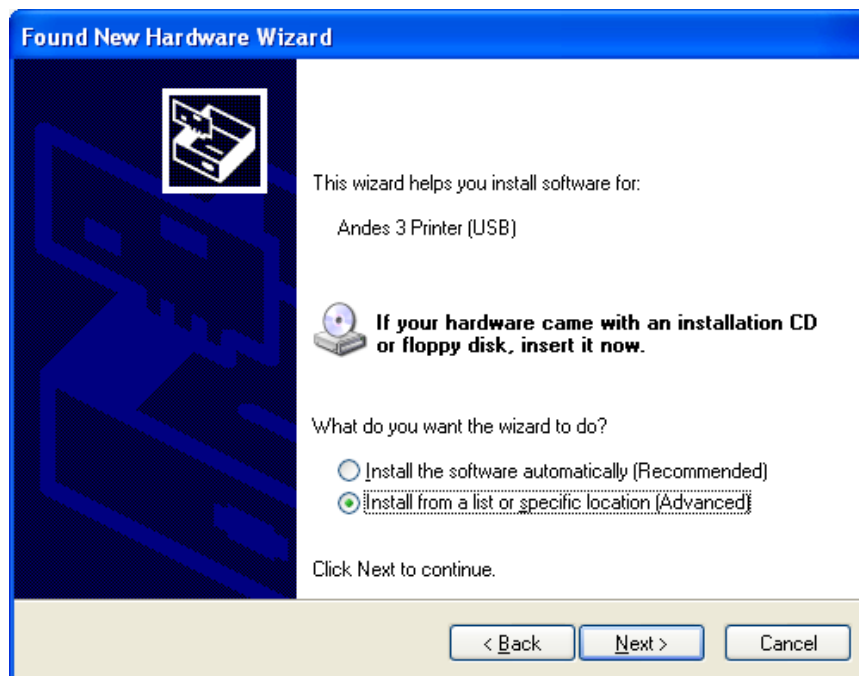 Found New Hardware Wizard
This wizard helps you install software for:
Andes 3 Printer (USB)
If your hardware came with an installation CD
or floppy disk, insert it now.
What do you want the wizard to do?
Install the software automatically (Recommended)
Install from a list or specific location (Advanced)
Click Next to continue.
< Back Next > Cancel